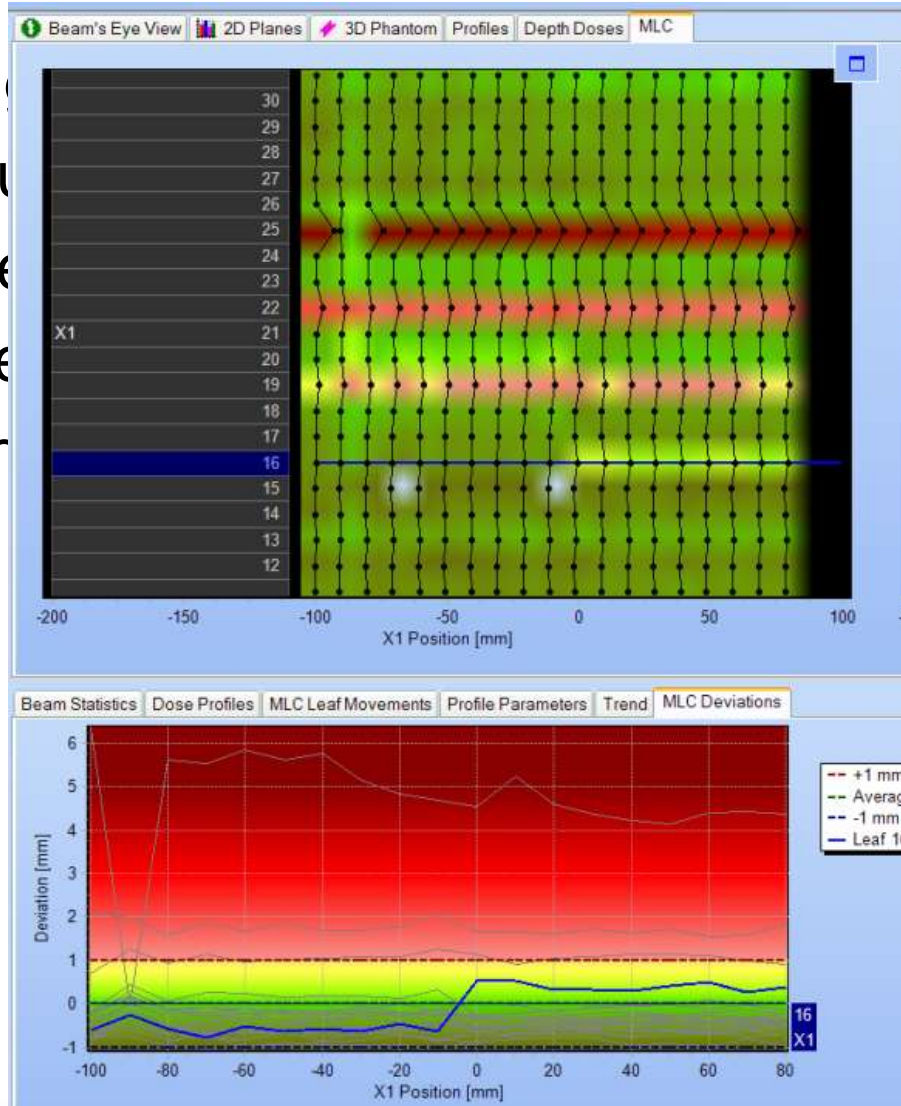 Beam's Eye View 2D Planes 3D Phantom Profiles Depth Doses MLC
30
29
28
27
26
25
24
23
22
X1 21
20
19
18
17
16
15
14
13
12
-200 -150 -100 -50 0 50 100
X1 Position [mm]
Beam Statistics Dose Profiles MLC Leaf Movements Profile Parameters Trend MLC Deviations
6
5
4
3
2
1
0
-1
Deviation [mm]
+1 mm
-1 mm
Leaf
16
X1
-100 -80 -60 -40 -20 0 20 40 60 80
X1 Position [mm]